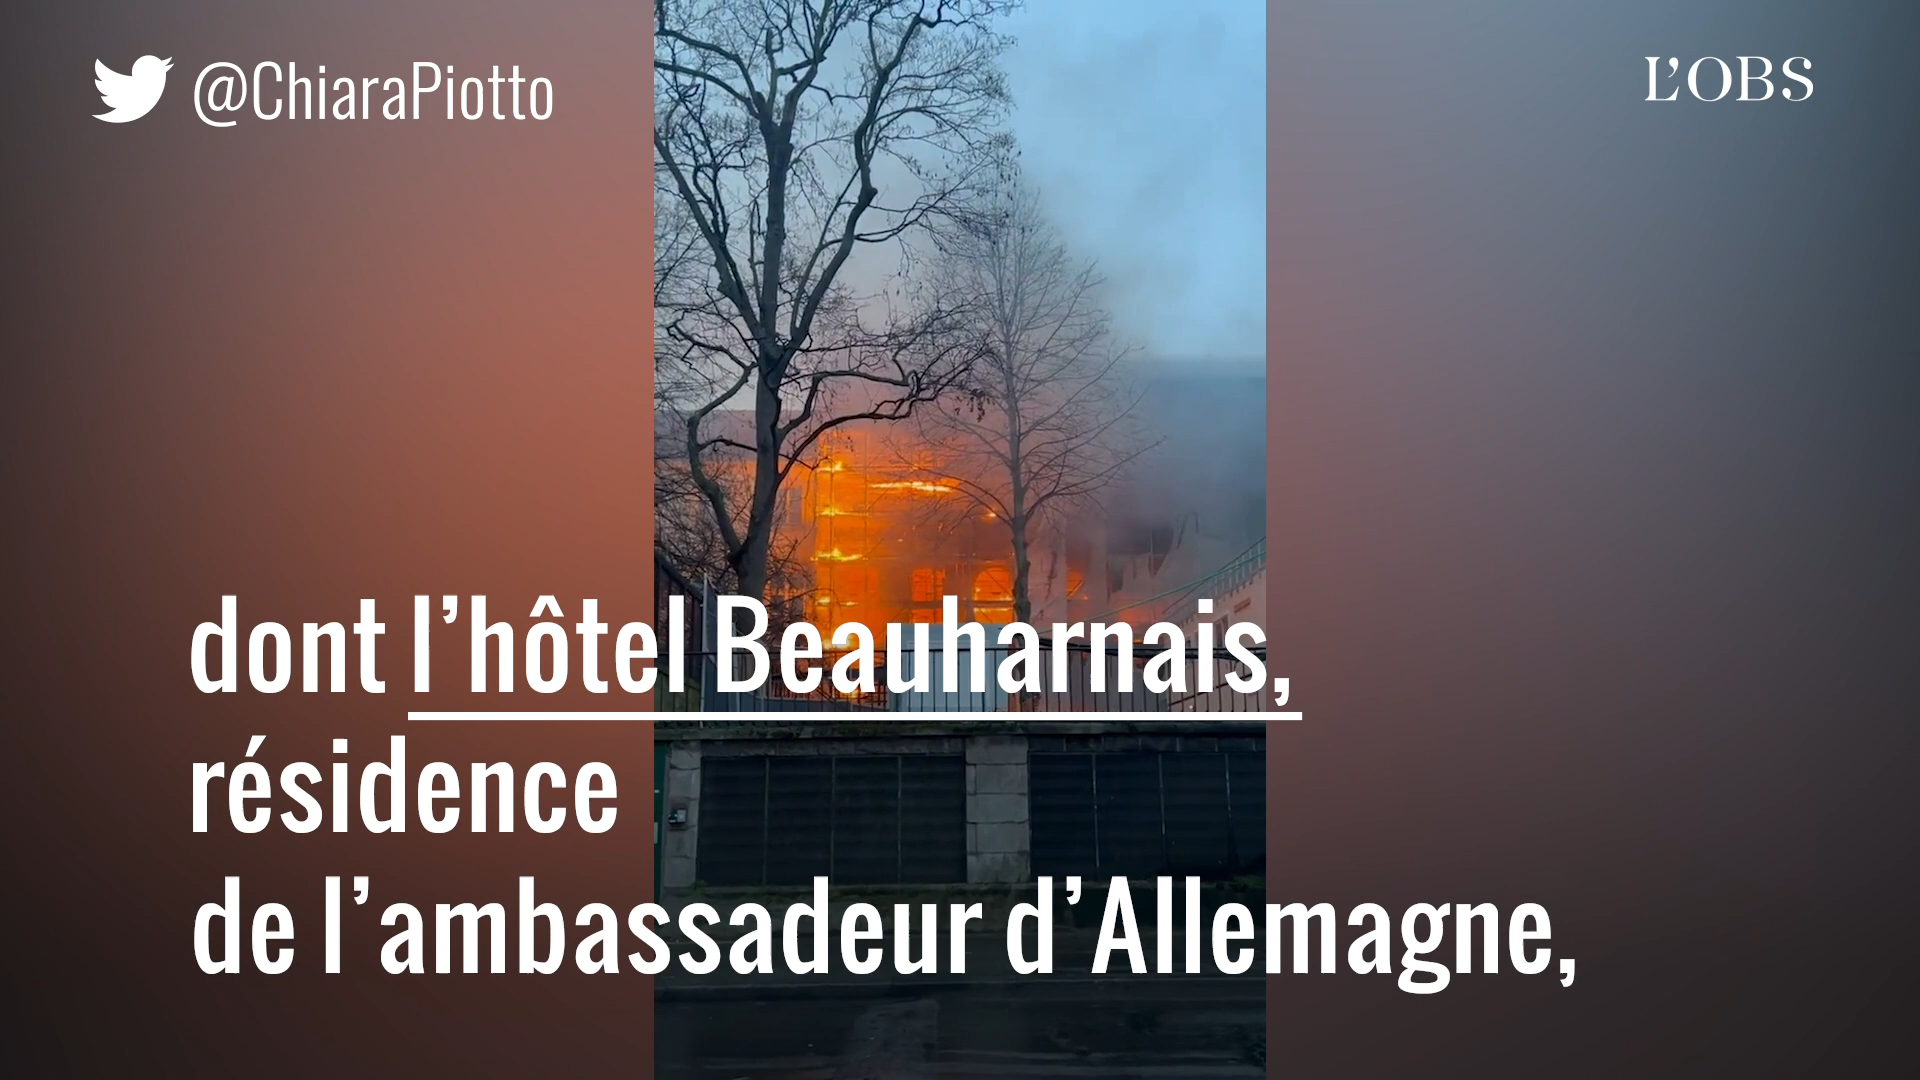 @ChiaraPiotto
L'OBS
dont l’hôtel Beauharnais,
résidence
de l’ambassadeur d’Allemagne,